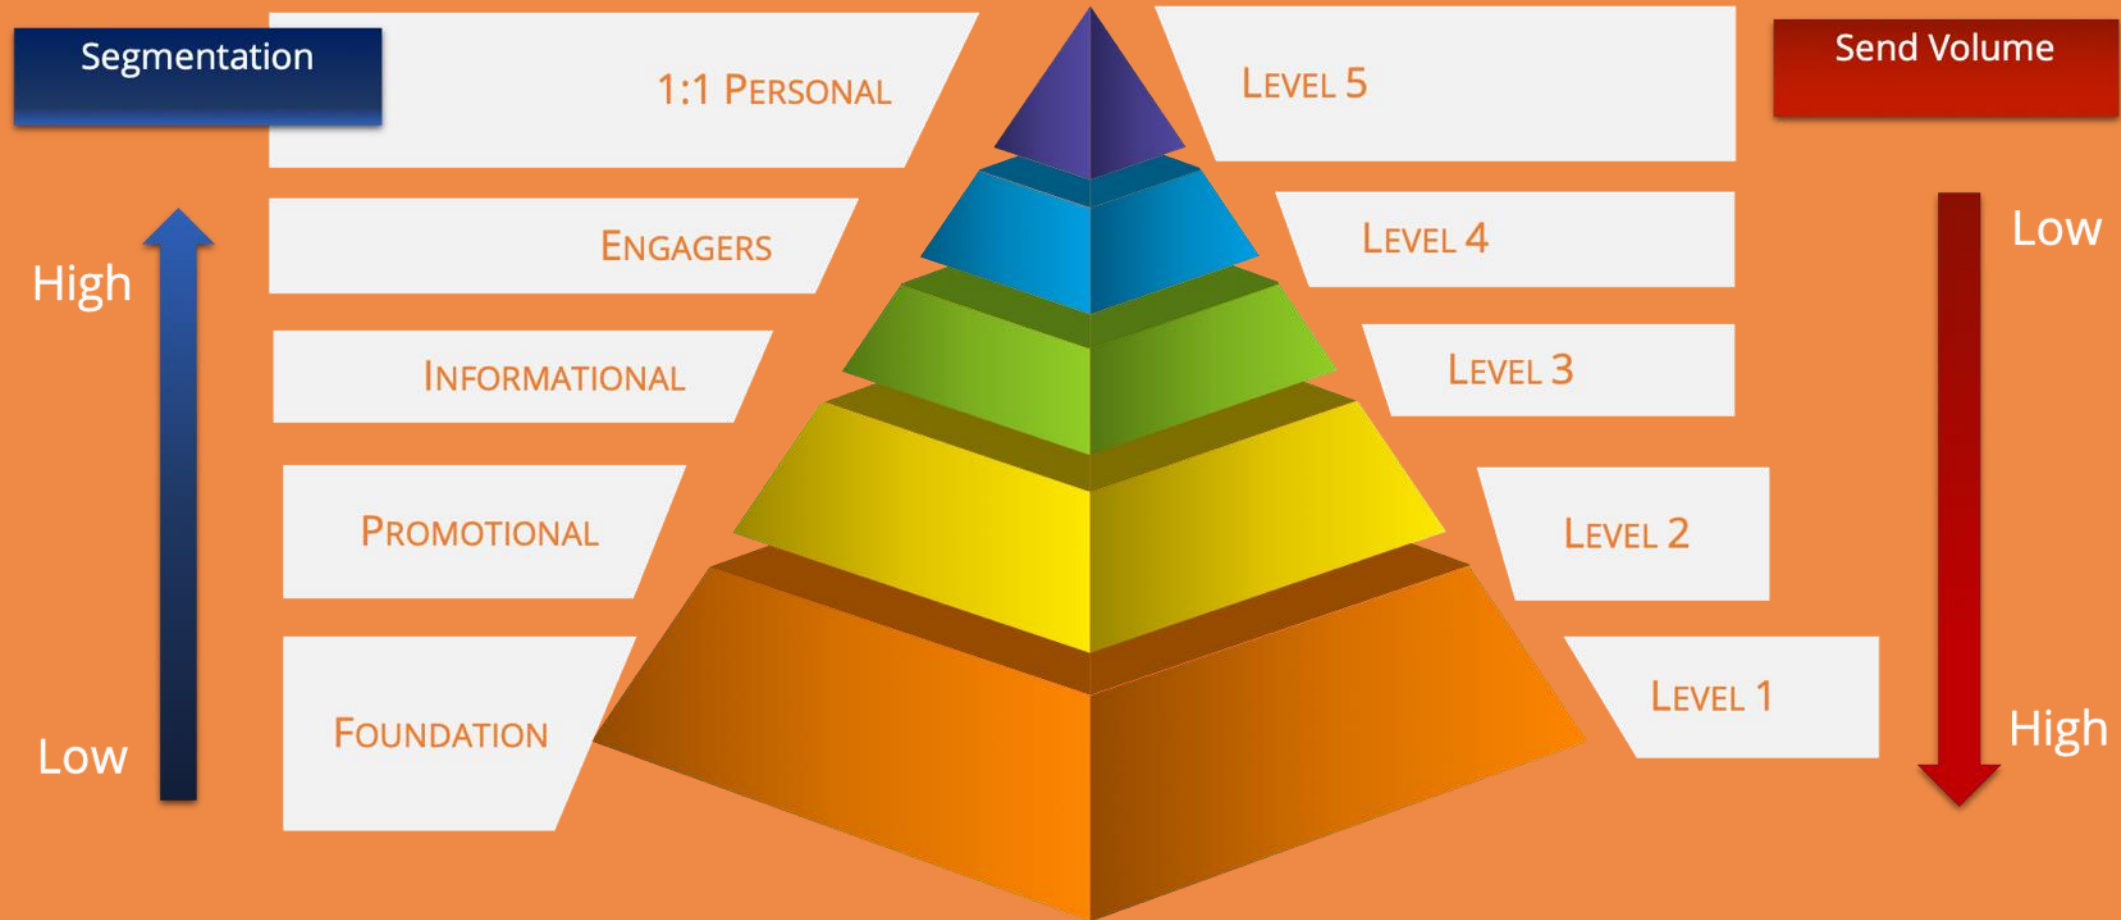 Segmentation
1:1 Personal
Level 5
Send Volume
High
Engagers
Level 4
Low
Informational
Level 3
Promotional
Level 2
Low
Foundation
Level 1
High